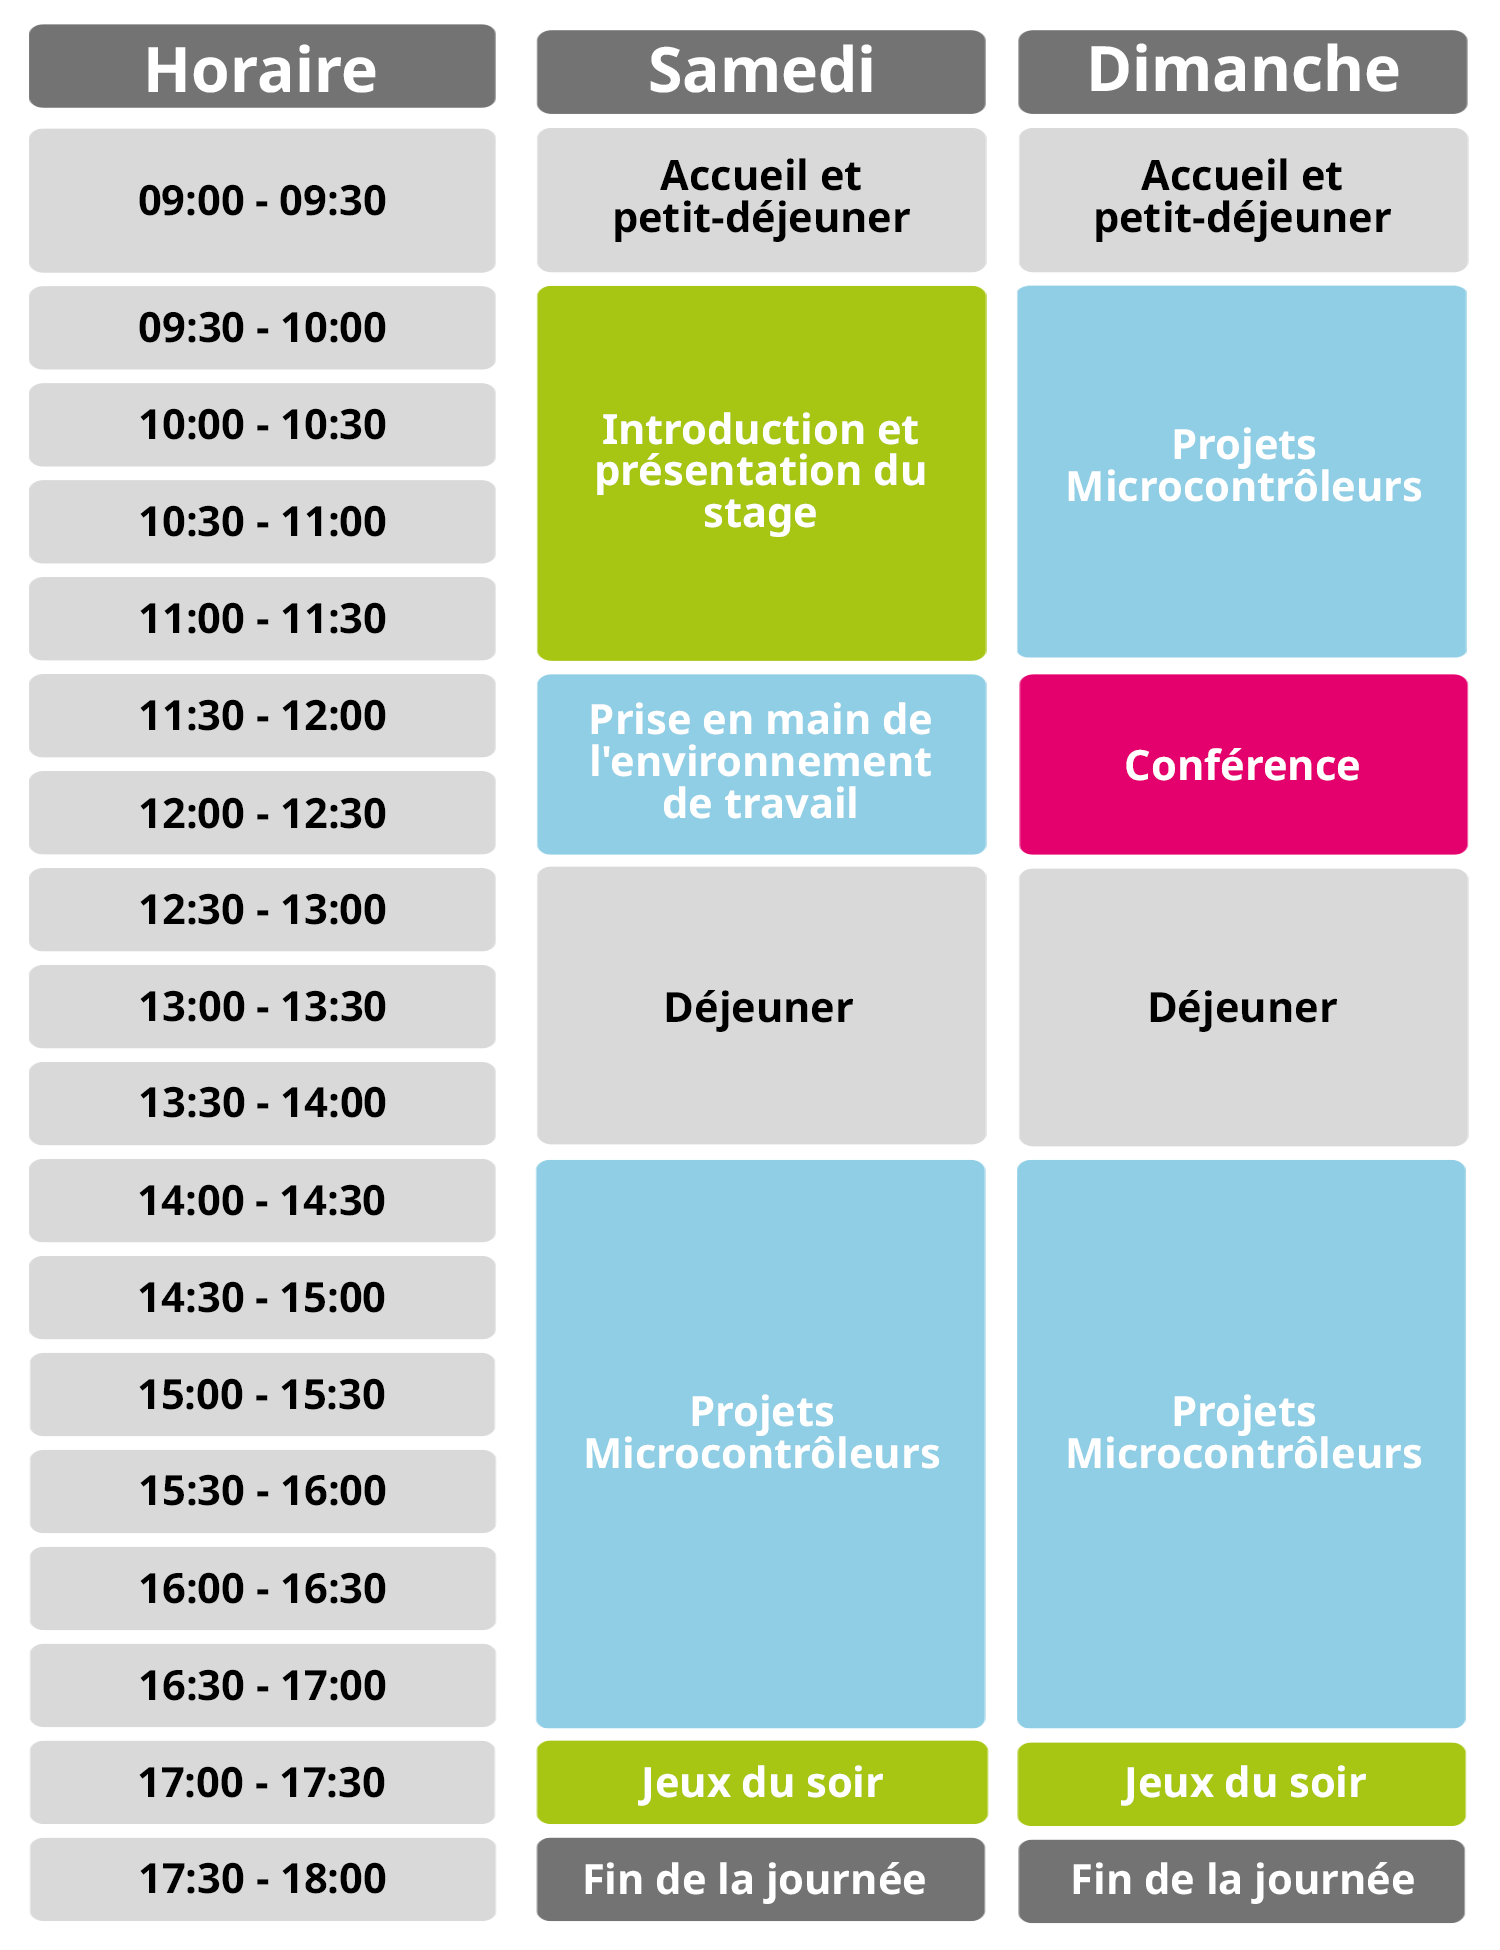 Horaire
Samedi
Dimanche
09:00 - 09:30
Accueil et
petit-déjeuner
Accueil et
petit-déjeuner
09:30 - 10:00
10:00 - 10:30
10:30 - 11:00
11:00 - 11:30
Introduction et
présentation du
stage
Projets
Microcontrôleurs
11:30 - 12:00
12:00 - 12:30
Prise en main de
l'environnement
de travail
Conférence
12:30 - 13:00
13:00 - 13:30
13:30 - 14:00
Déjeuner
Déjeuner
14:00 - 14:30
14:30 - 15:00
15:00 - 15:30
15:30 - 16:00
16:00 - 16:30
16:30 - 17:00
Projets
Microcontrôleurs
Projets
Microcontrôleurs
17:00 - 17:30
Jeux du soir
Jeux du soir
17:30 - 18:00
Fin de la journée
Fin de la journée